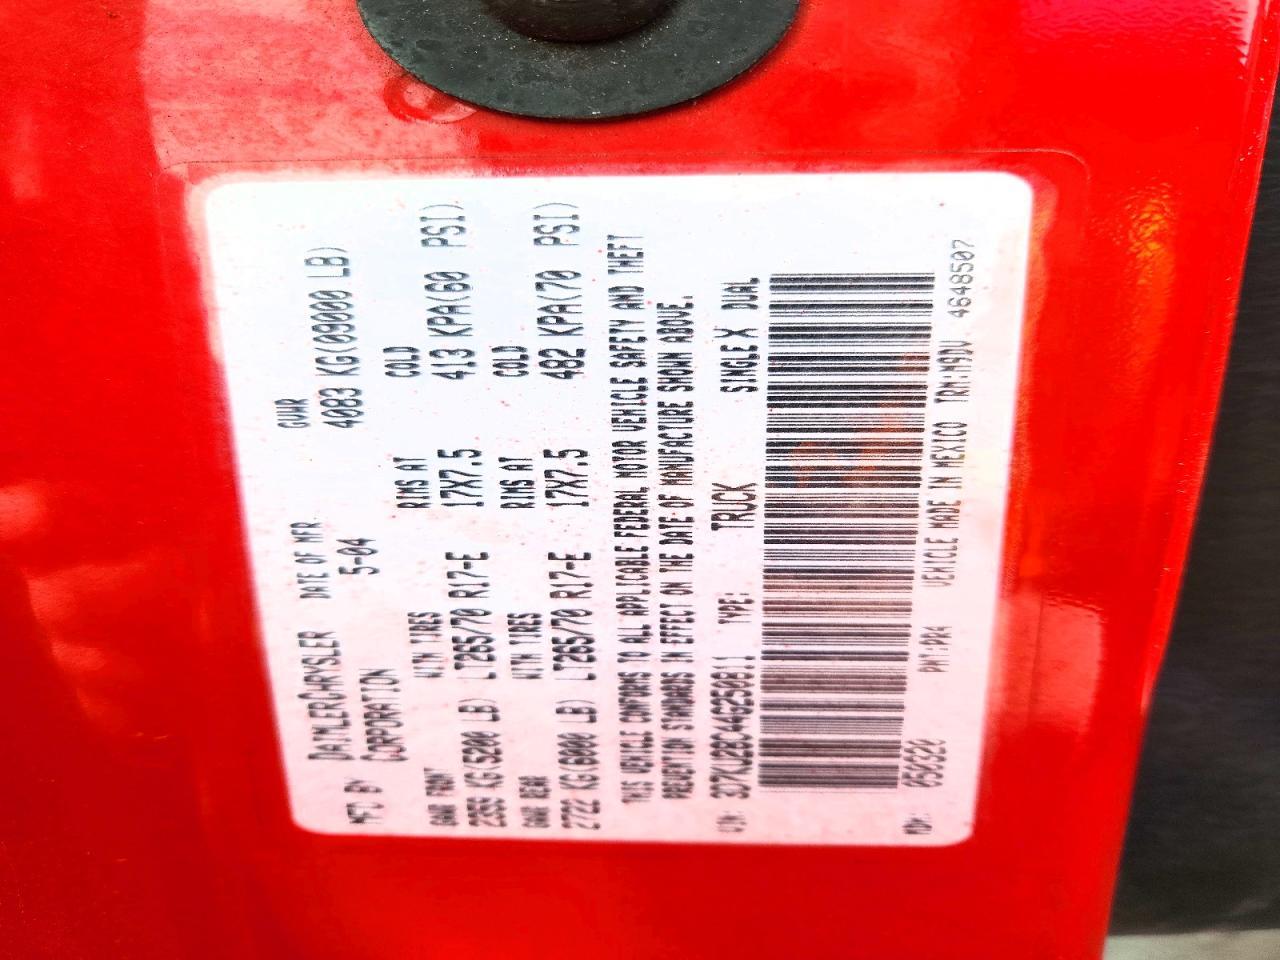 MFD BY DAIMLERCHRYSLER CORPORATION DATE OF MFR 5-04 GVWR 4083 KG(09000 LB)
GAWR FRONT WITH TIRES RIMS AT COLD
2359 KG(5200 LB) LT265/70 R17-E 17X7.5 413 KPA(60 PSI)
GAWR REAR WITH TIRES RIMS AT COLD
2722 KG(6000 LB) LT265/70 R17-E 17X7.5 482 KPA(70 PSI)
THIS VEHICLE CONFORMS TO ALL APPLICABLE FEDERAL MOTOR VEHICLE SAFETY AND THEFT
PREVENTION STANDARDS IN EFFECT ON THE DATE OF MANUFACTURE SHOWN ABOVE.
VIN: 3D7KU28C44G250811 TYPE: TRUCK SINGLE X DUAL
MDH: 050320 PNT:PR4 VEHICLE MADE IN MEXICO TRM:M9DV 4648507